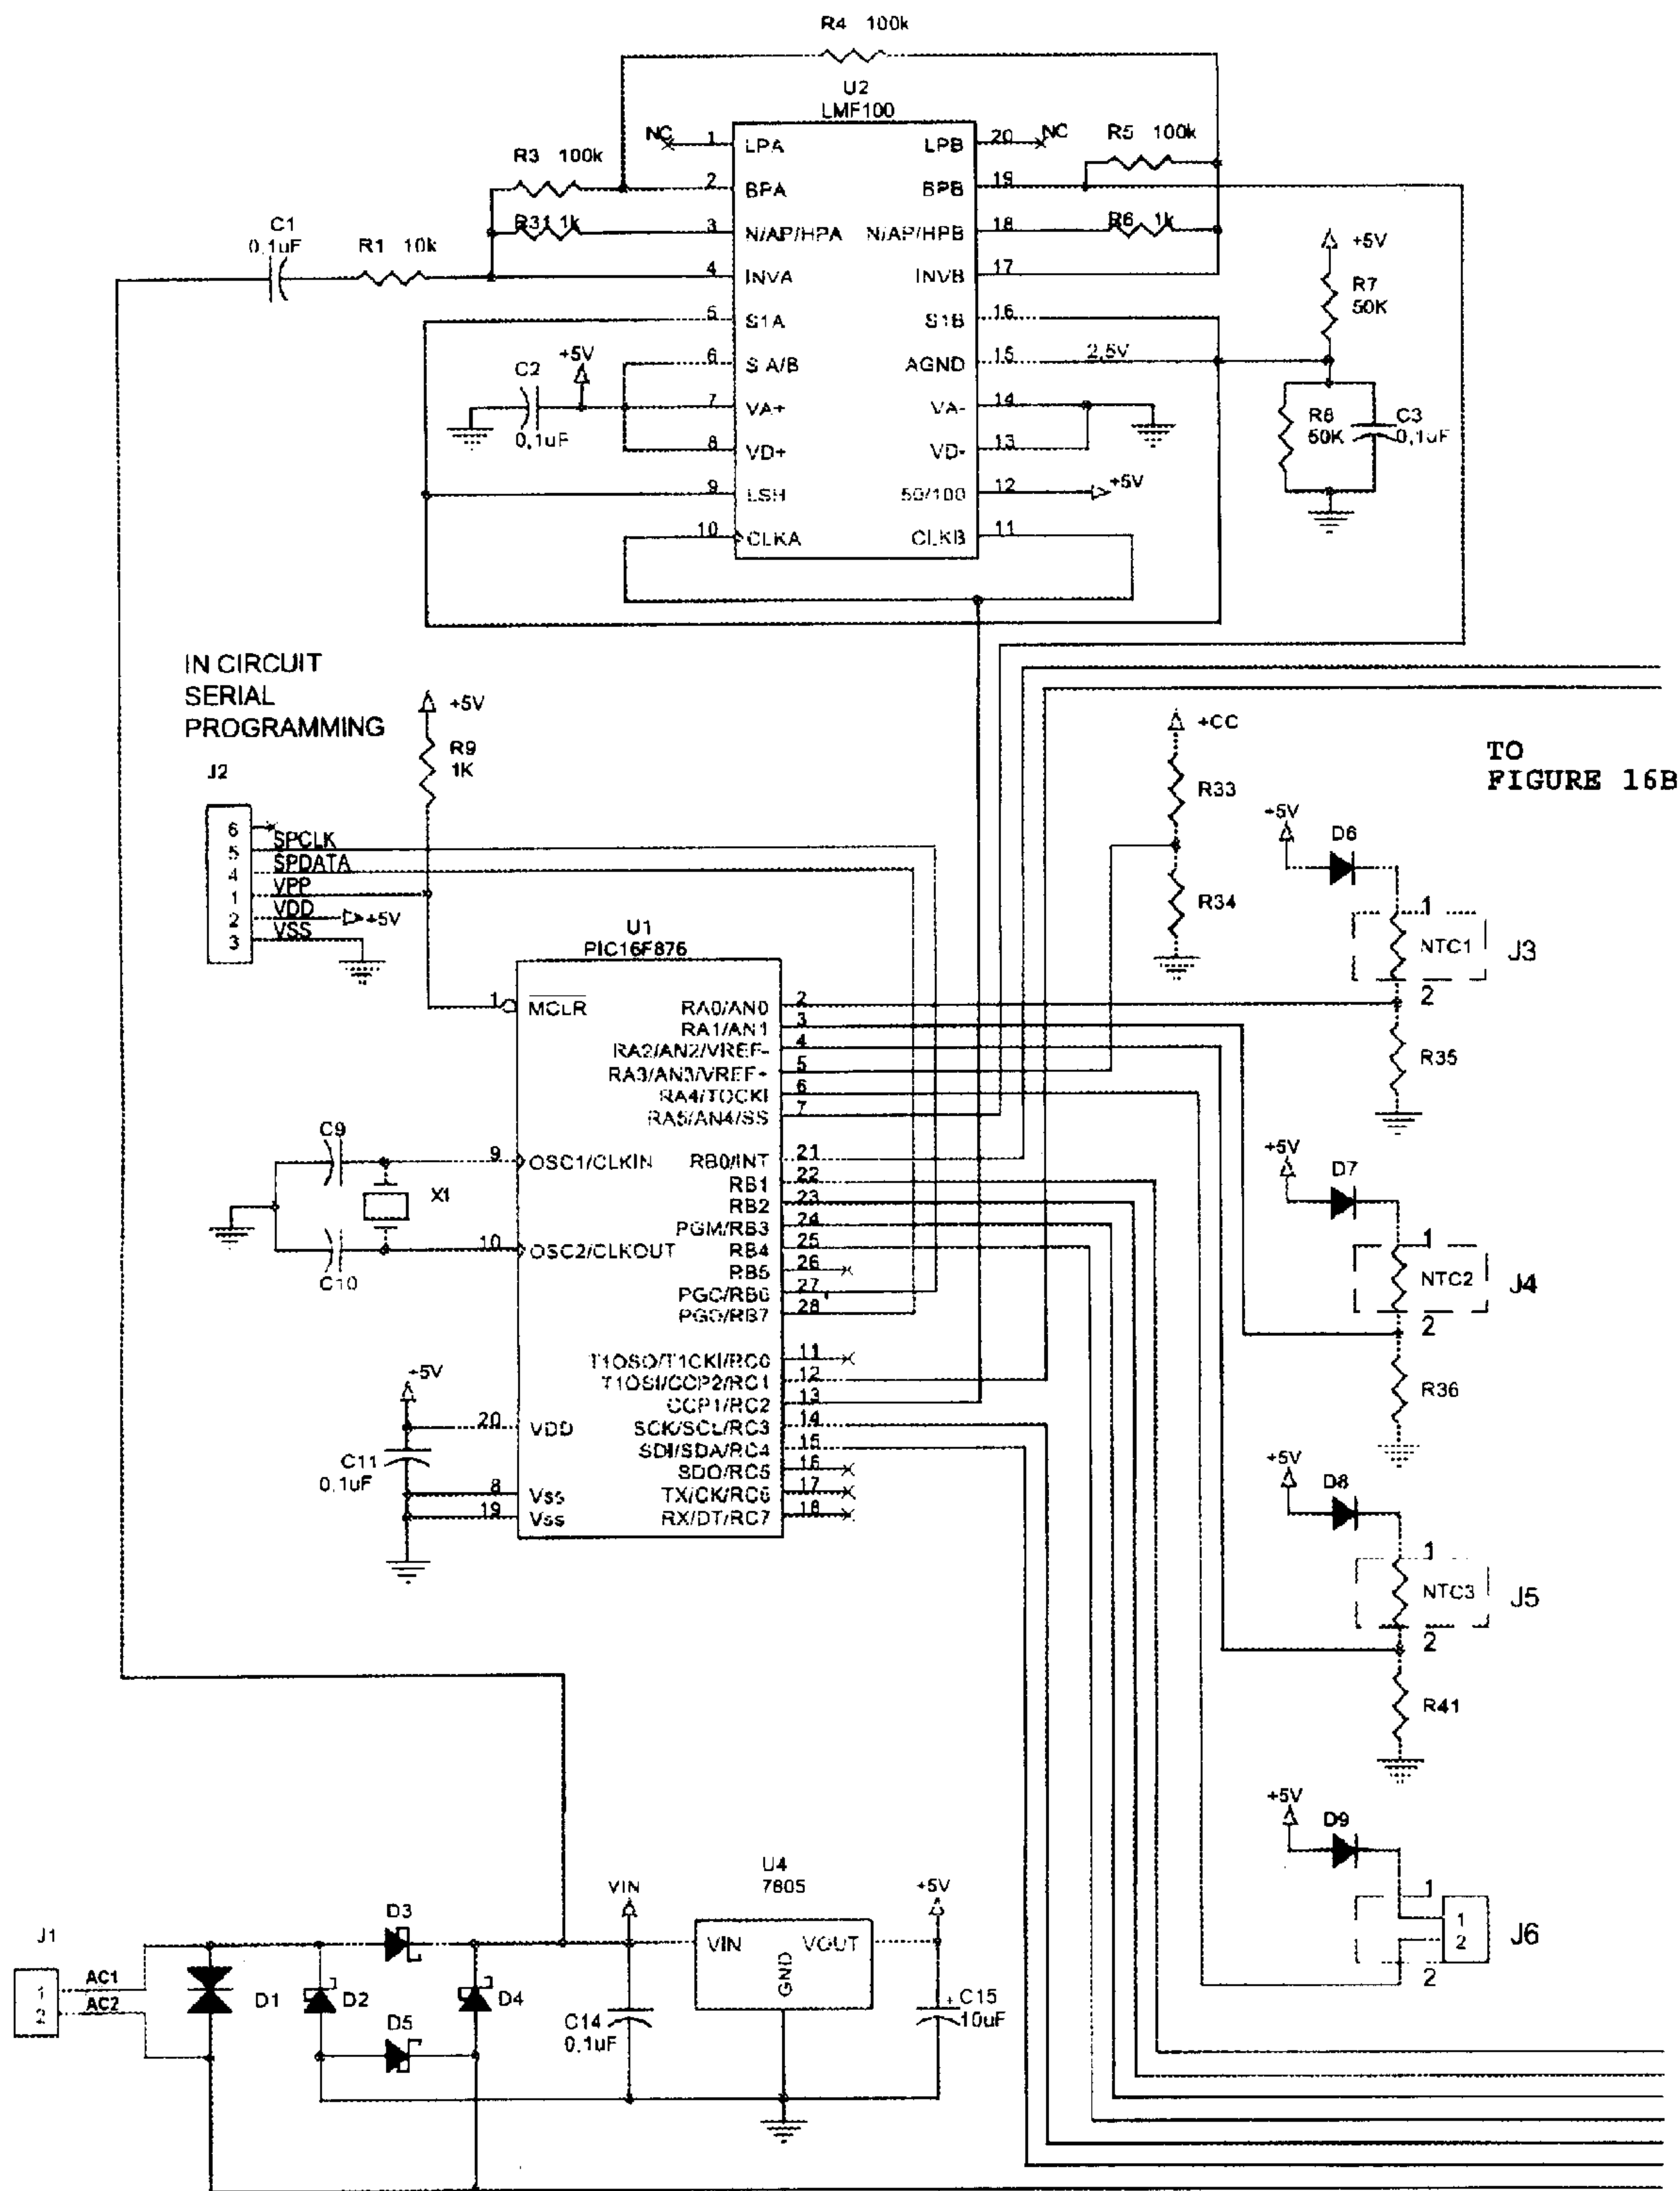 R4 100k
U2
LMF100
NC 1 LPA
LPB 20 NC
R5 100k
R3 100k
2 BPA
BPB 19
R31 1k
3 N/AP/HPA
N/AP/HPB 18
R6 1k
C1
0,1uF
R1 10k
4 INVA
INVB 17
+5V
R7
50K
5 S1A
S1B 16
+5V
C2
0,1uF
6 S A/B
AGND 15 2,5V
7 VA+
VA- 14
R8
50K
C3
0,1uF
8 VD+
VD- 13
9 LSH
50/100 12 +5V
10 CLKA
CLKB 11
IN CIRCUIT
SERIAL
PROGRAMMING
+5V
R9
1K
J2
6
5 SPCLK
4 SPDATA
1 VPP
2 VDD +5V
3 VSS
+CC
R33
R34
TO
FIGURE 16B
+5V
D6
1
NTC1
J3
2
R35
U1
PIC16F876
1 MCLR
RA0/AN0 2
RA1/AN1 3
RA2/AN2/VREF- 4
RA3/AN3/VREF+ 5
RA4/TOCKI 6
RA5/AN4/SS 7
C9
9 OSC1/CLKIN
X1
10 OSC2/CLKOUT
C10
RB0/INT 21
RB1 22
RB2 23
PGM/RB3 24
RB4 25
RB5 26
PGC/RB6 27
PGD/RB7 28
+5V
D7
1
NTC2
J4
2
R36
T1OSO/T1CKI/RC0 11
T1OSI/CCP2/RC1 12
CCP1/RC2 13
SCK/SCL/RC3 14
SDI/SDA/RC4 15
SDO/RC5 16
TX/CK/RC6 17
RX/DT/RC7 18
+5V
20 VDD
C11
0.1uF
8 Vss
19 Vss
+5V
D8
1
NTC3
J5
2
R41
+5V
D9
1
1
2
J6
2
J1
1 AC1
2 AC2
D1
D2
D3
D4
D5
VIN
C14
0.1uF
U4
7805
VIN VOUT
GND
+5V
+ C15
10uF